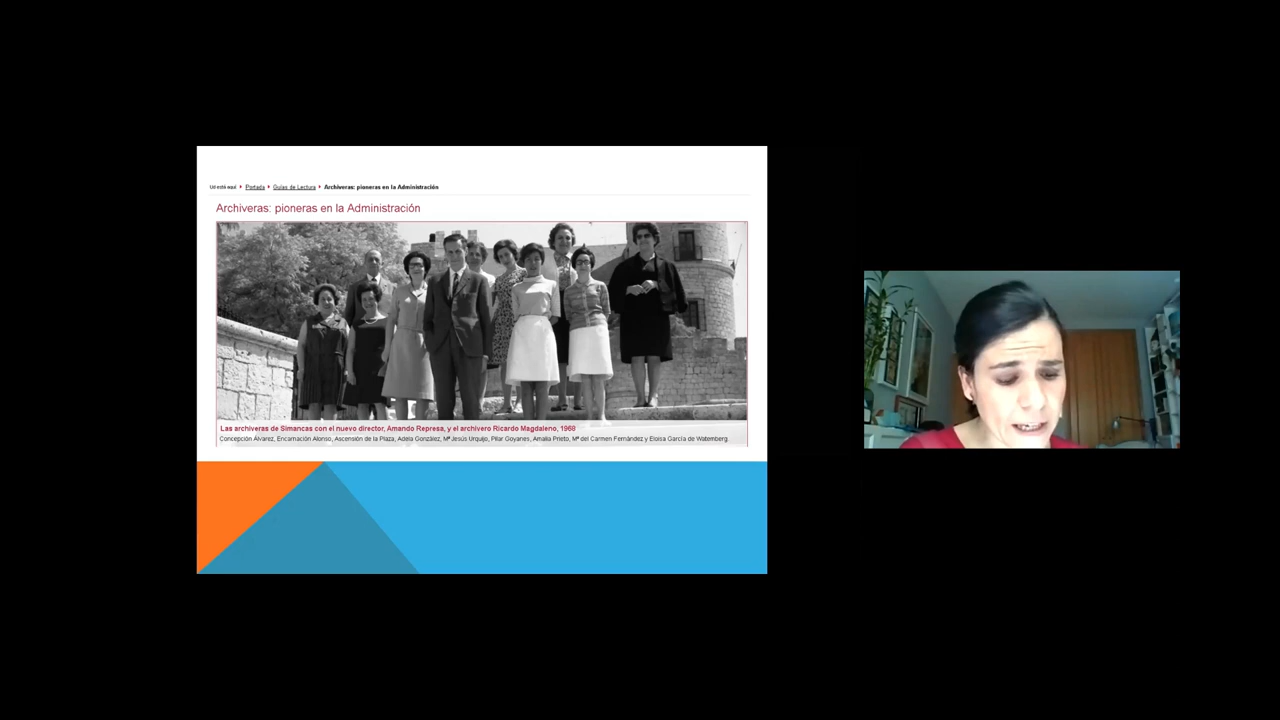 Ud está aquí Portada Guías de Lectura Archiveras: pioneras en la Administración
Archiveras: pioneras en la Administración
Las archiveras de Simancas con el nuevo director, Amando Represa, y el archivero Ricardo Magdaleno, 1968
Concepción Álvarez, Encarnación Alonso, Ascensión de la Plaza, Adela González, Mª Jesús Urquijo, Pilar Goyanes, Amalia Prieto, Mª del Carmen Fernández y Eloísa García de Watemberg.